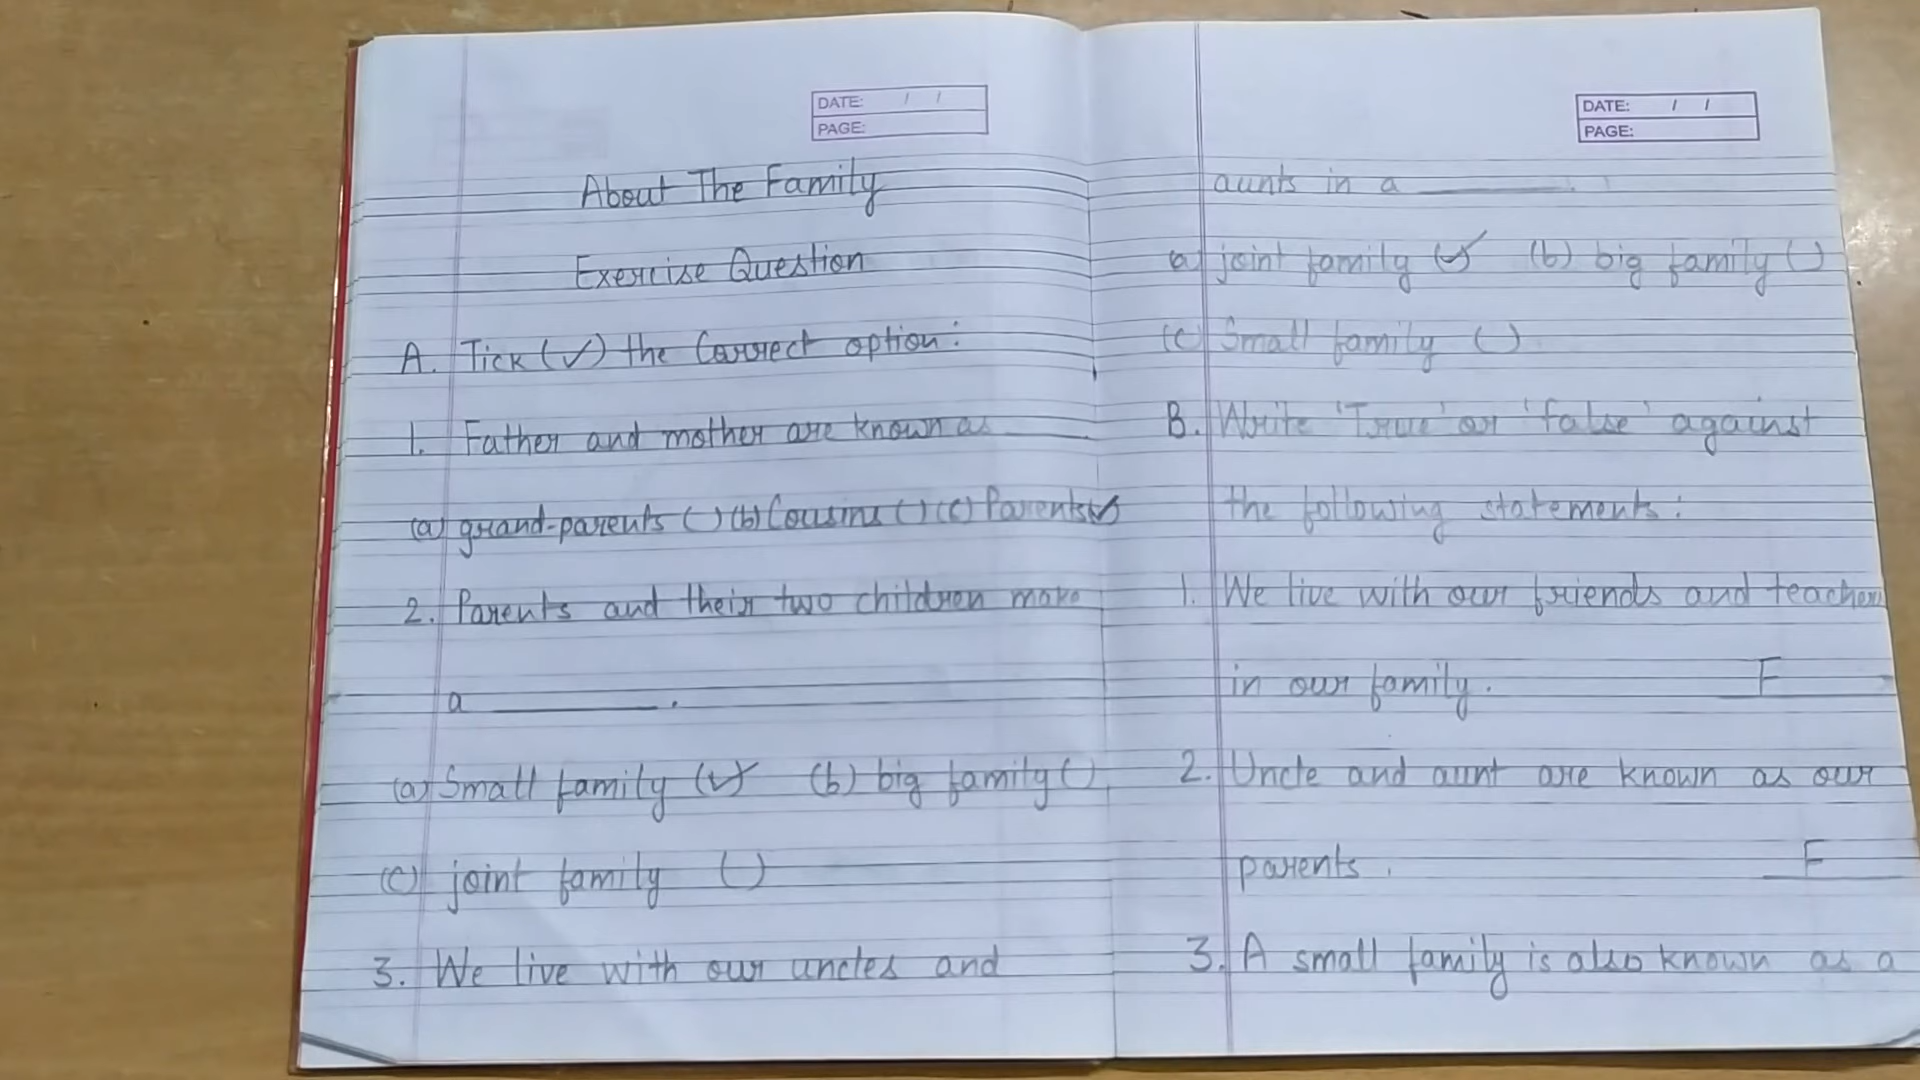 DATE: / /
PAGE:
About The Family
Exercise Question
A. Tick (✓) the Correct option:
1. Father and mother are known as ____.
(a) grand-parents ( ) (b) Cousins ( ) (c) Parents (✓)
2. Parents and their two children make
a ________.
(a) Small family (✓) (b) big family ( )
(c) joint family ( )
3. We live with our uncles and
DATE: / /
PAGE:
aunts in a ________.
(a) joint family (✓) (b) big family ( )
(c) Small family ( )
B. Write 'True' or 'false' against
the following statements:
1. We live with our friends and teachers
in our family. F
2. Uncle and aunt are known as our
parents. F
3. A small family is also known as a